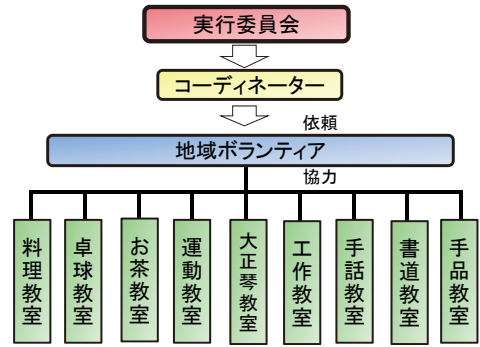 実行委員会
コーディネーター
依頼
地域ボランティア
協力
料理教室
卓球教室
お茶教室
運動教室
大正琴教室
工作教室
手話教室
書道教室
手品教室